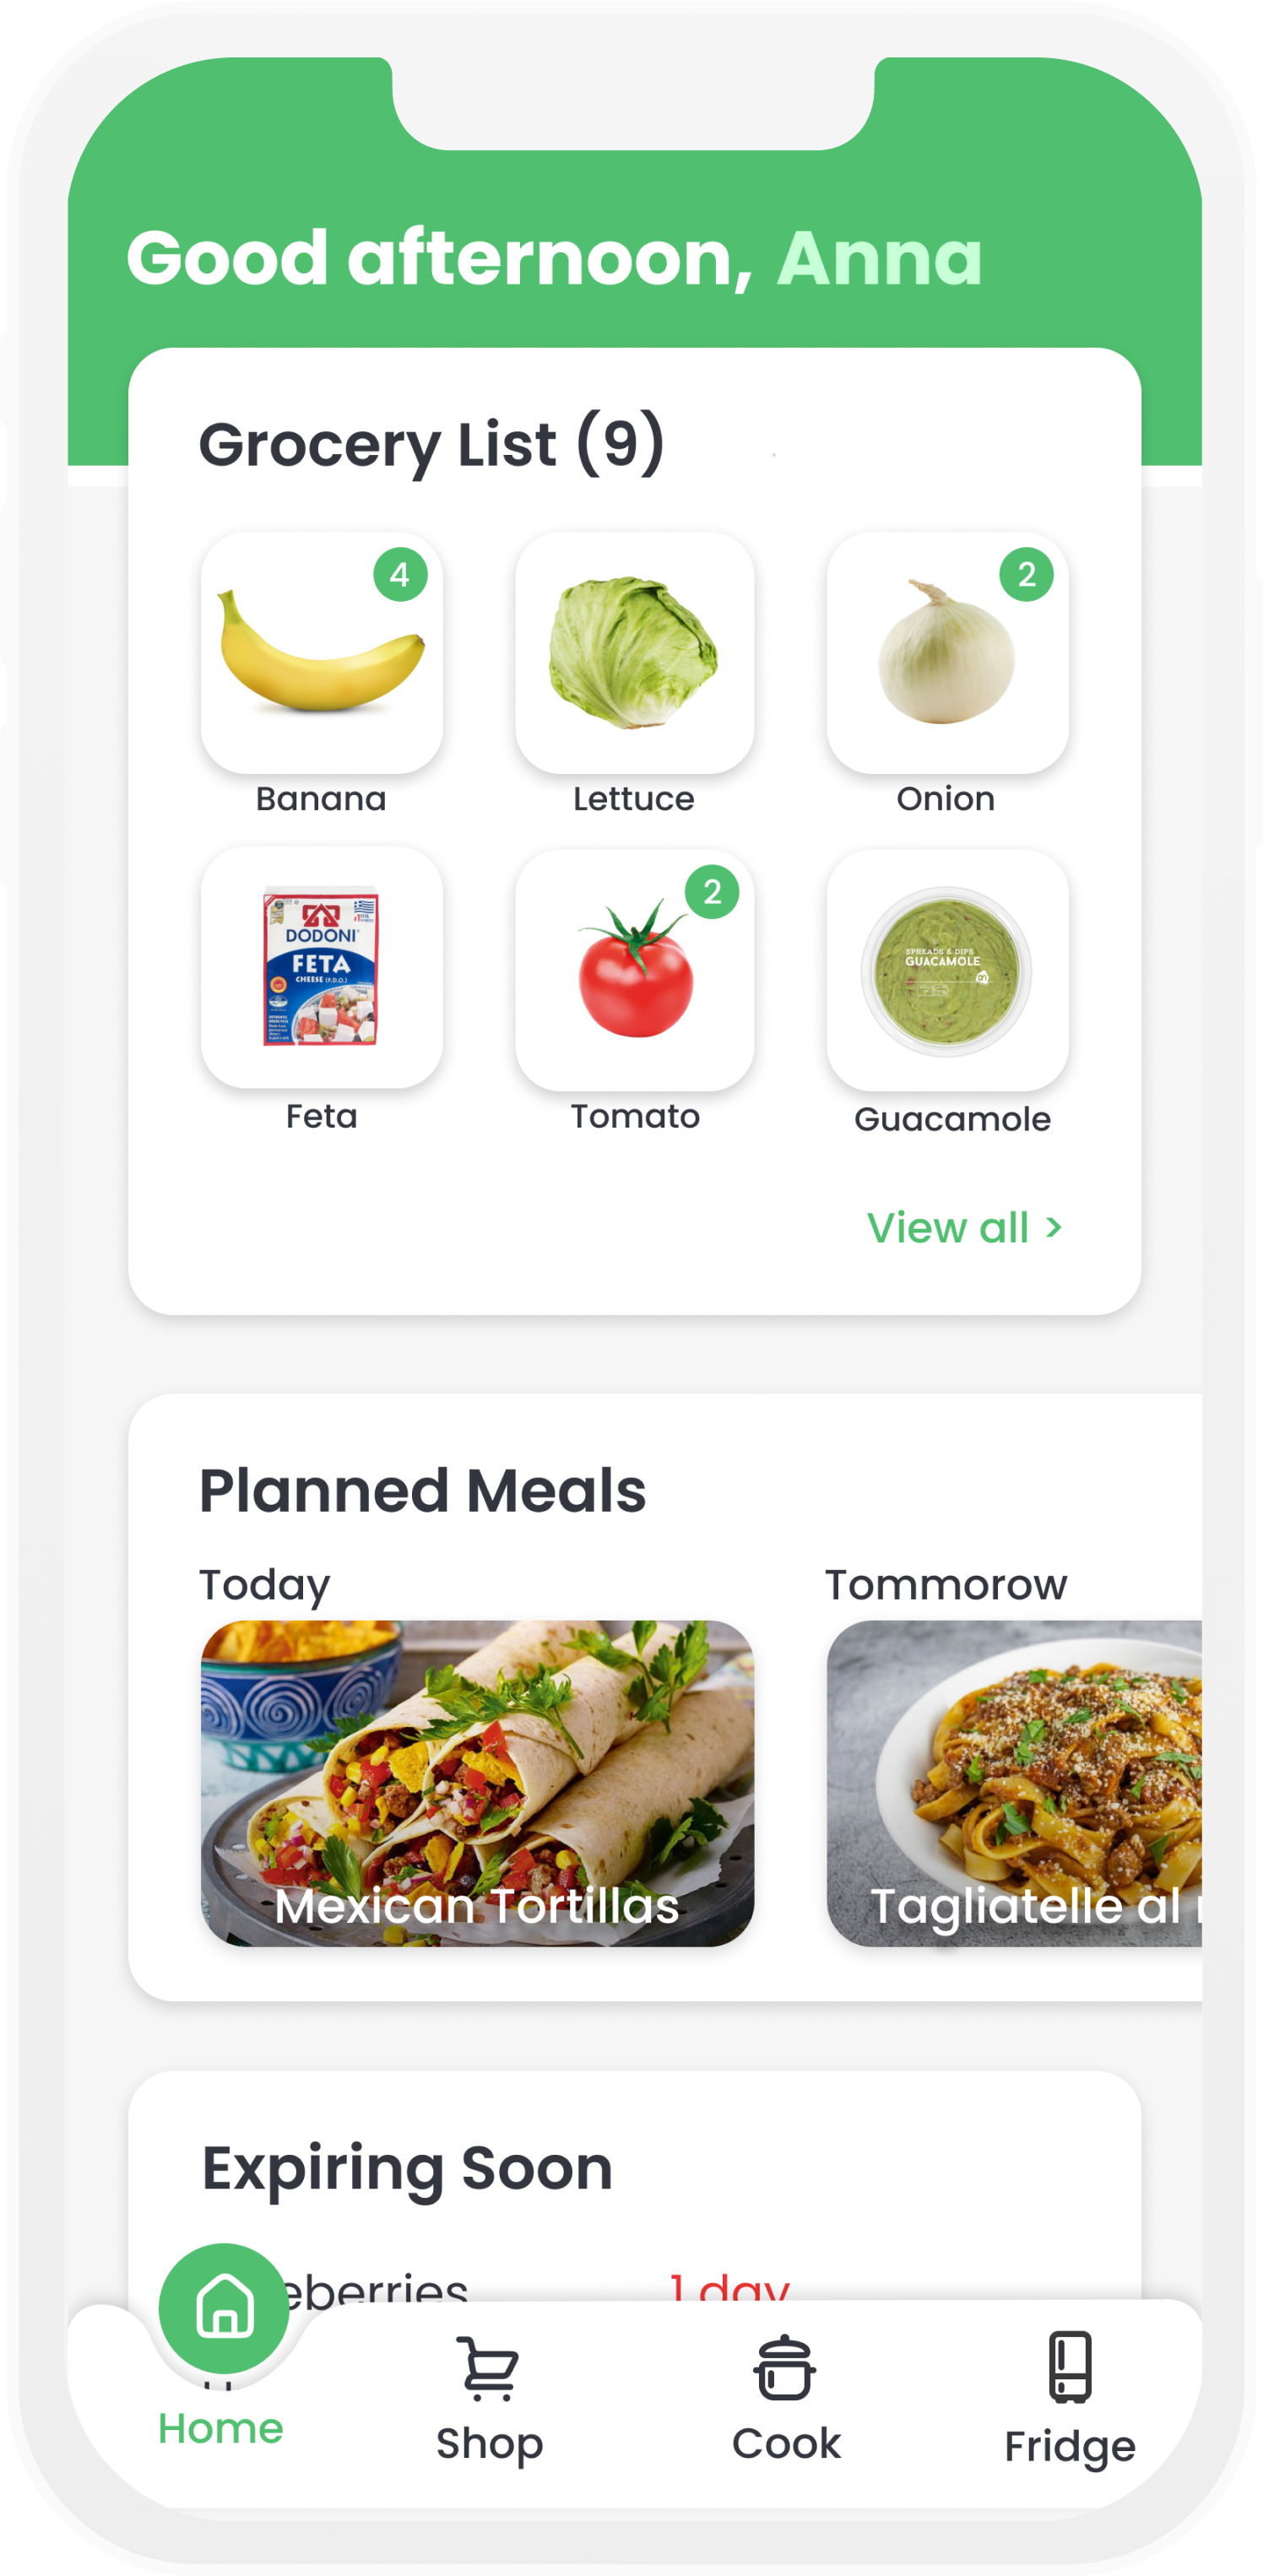 Good afternoon, Anna
Grocery List (9)
4
2
Banana
Lettuce
Onion
2
DODONI
FETA
CHEESE (P.D.O.)
SPREADS & DIPS
GUACAMOLE
Feta
Tomato
Guacamole
View all >
Planned Meals
Today
Tommorow
Mexican Tortillas
Tagliatelle al
Expiring Soon
eberries
1 day
Home
Shop
Cook
Fridge